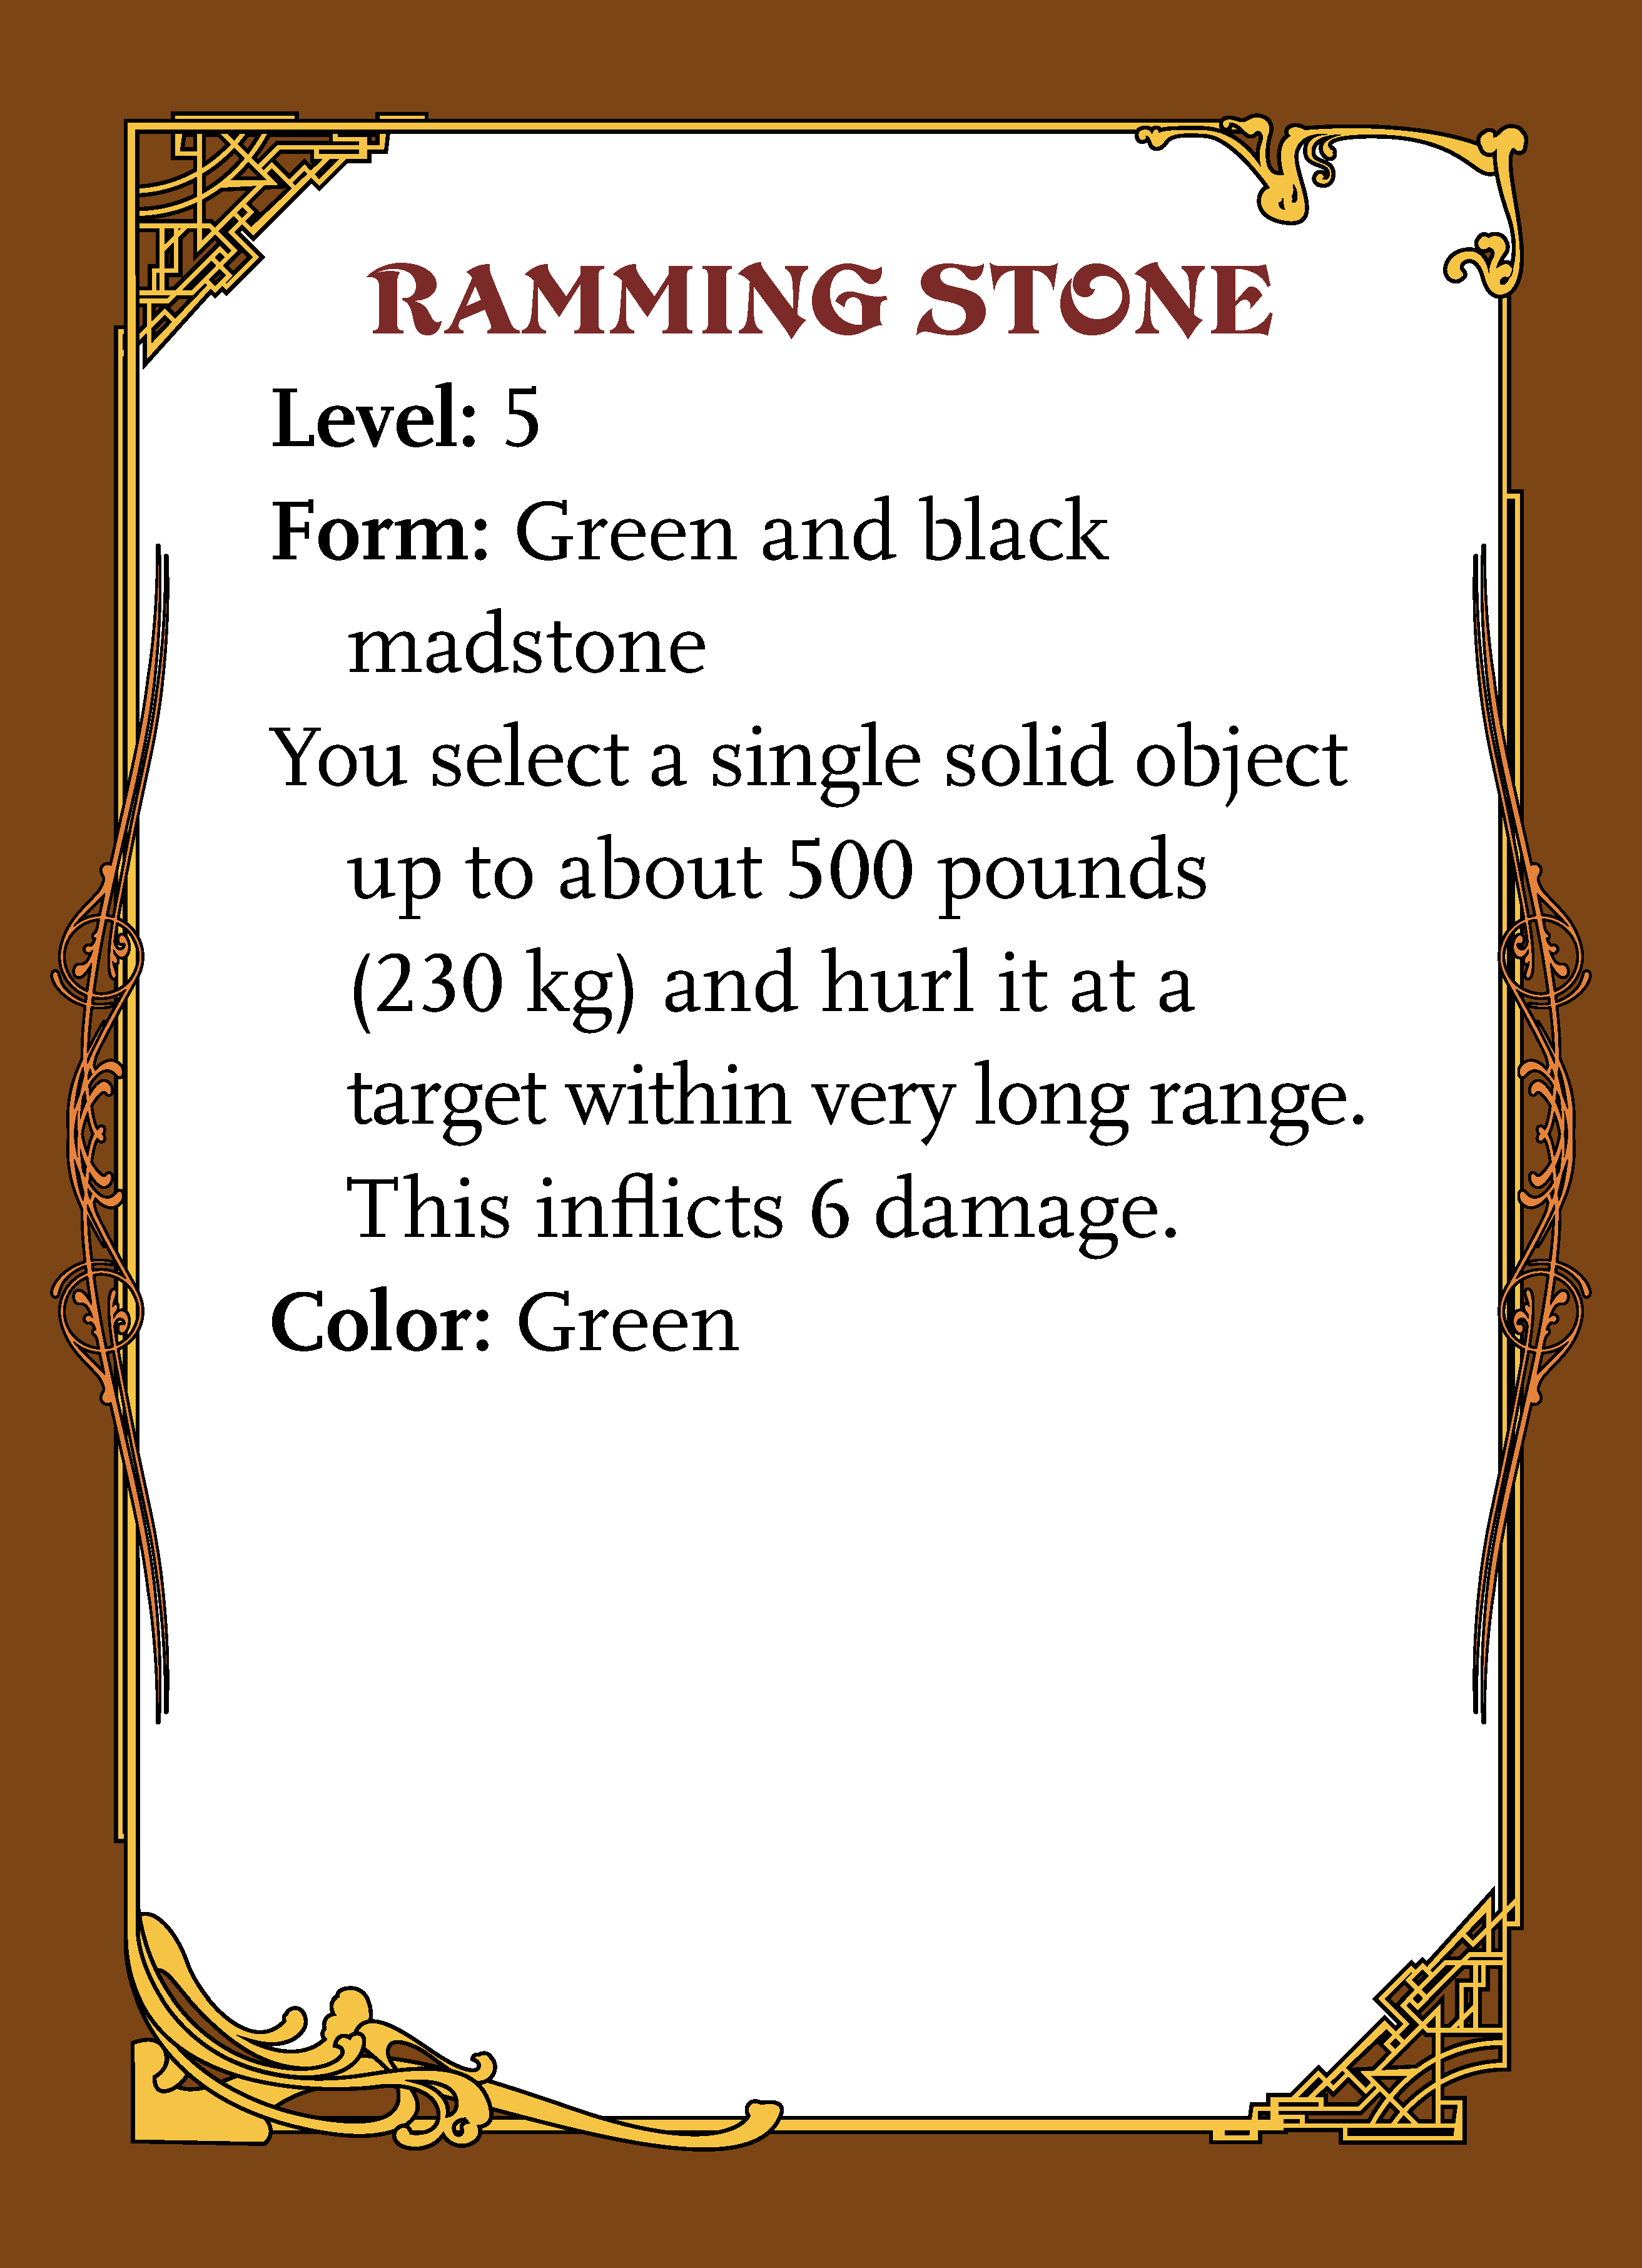 RAMMING STONE
Level: 5
Form: Green and black
madstone
You select a single solid object
up to about 500 pounds
(230 kg) and hurl it at a
target within very long range.
This inflicts 6 damage.
Color: Green